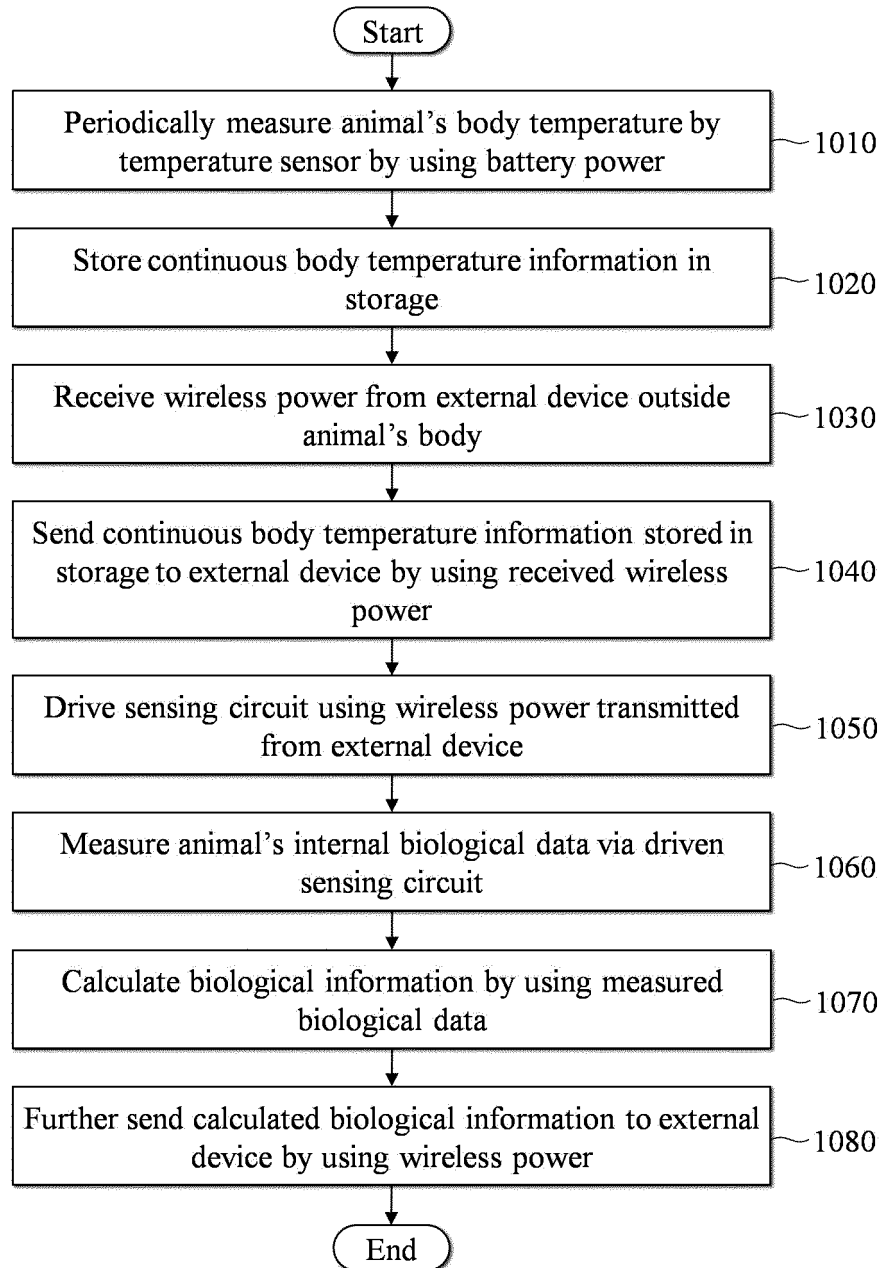 Start
Periodically measure animal's body temperature by
temperature sensor by using battery power
1010
Store continuous body temperature information in
storage
1020
Receive wireless power from external device outside
animal's body
1030
Send continuous body temperature information stored in
storage to external device by using received wireless
power
1040
Drive sensing circuit using wireless power transmitted
from external device
1050
Measure animal's internal biological data via driven
sensing circuit
1060
Calculate biological information by using measured
biological data
1070
Further send calculated biological information to external
device by using wireless power
1080
End